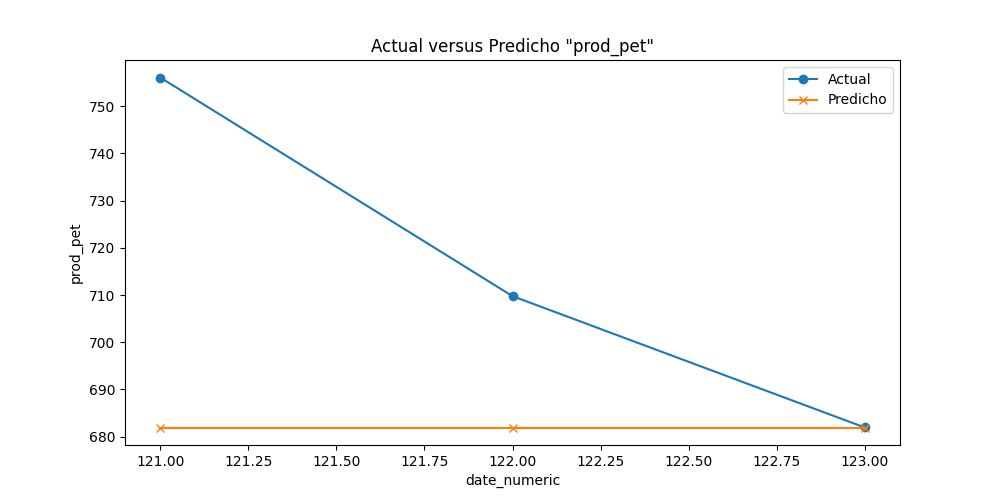 Actual versus Predicho "prod_pet"
Actual
Predicho
750
740
730
720
710
700
690
680
prod_pet
121.00 121.25 121.50 121.75 122.00 122.25 122.50 122.75 123.00
date_numeric